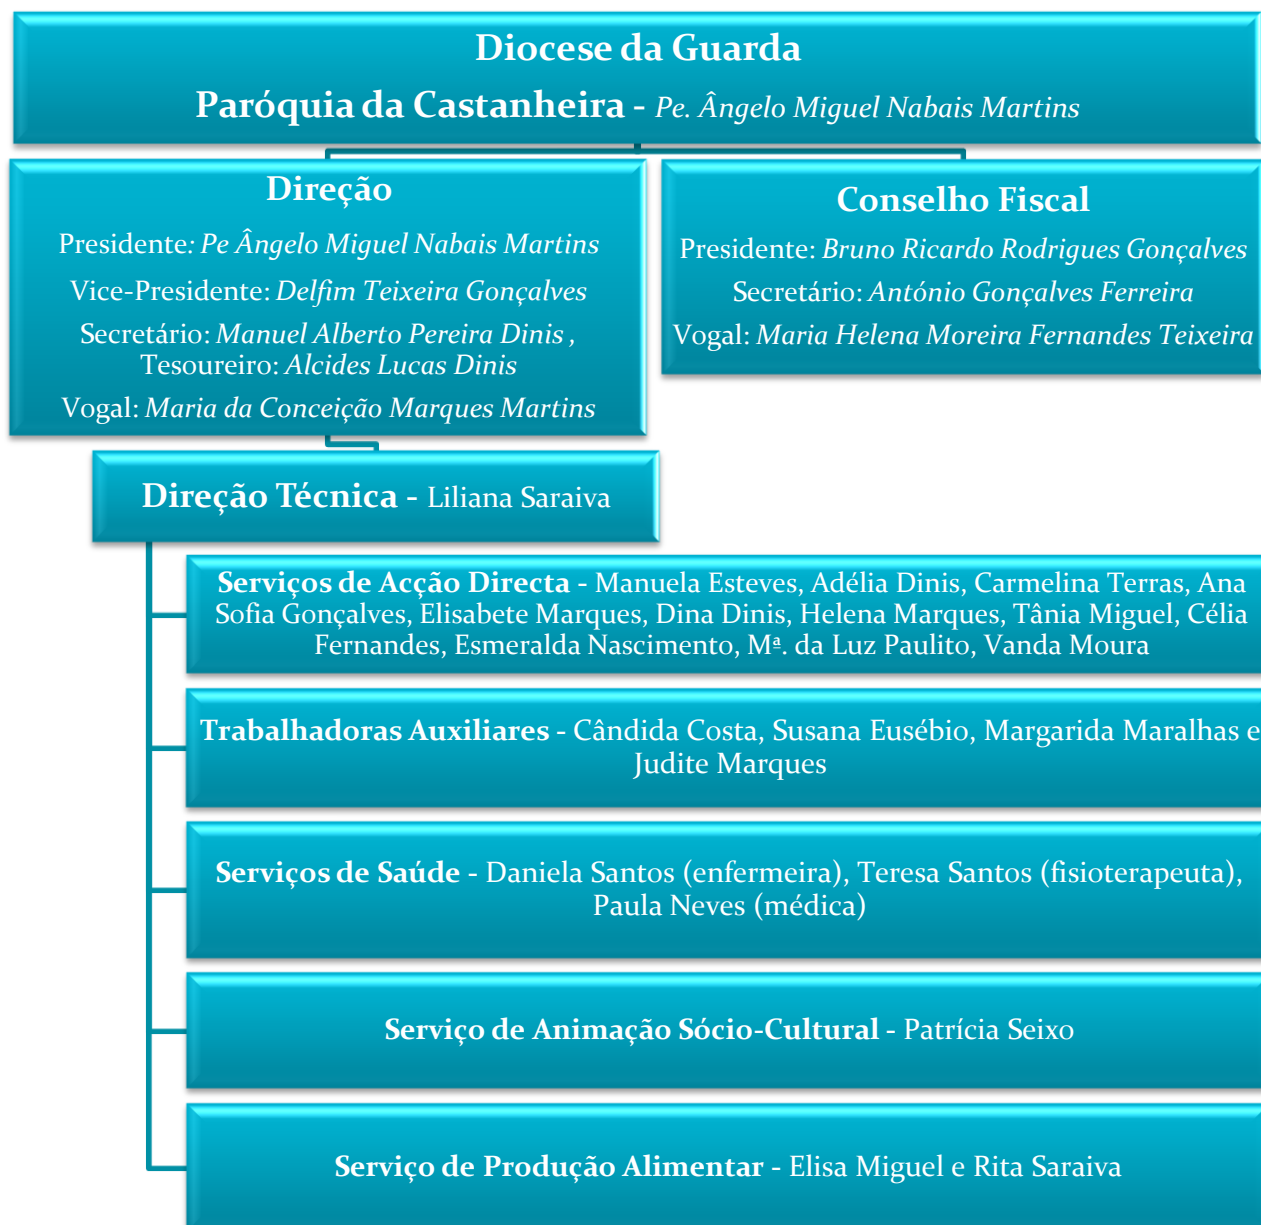 Diocese da Guarda
Paróquia da Castanheira - Pe. Ângelo Miguel Nabais Martins
Direção
Presidente: Pe Ângelo Miguel Nabais Martins
Vice-Presidente: Delfim Teixeira Gonçalves
Secretário: Manuel Alberto Pereira Dinis ,
Tesoureiro: Alcides Lucas Dinis
Vogal: Maria da Conceição Marques Martins
Conselho Fiscal
Presidente: Bruno Ricardo Rodrigues Gonçalves
Secretário: António Gonçalves Ferreira
Vogal: Maria Helena Moreira Fernandes Teixeira
Direção Técnica - Liliana Saraiva
Serviços de Acção Directa - Manuela Esteves, Adélia Dinis, Carmelina Terras, Ana
Sofia Gonçalves, Elisabete Marques, Dina Dinis, Helena Marques, Tânia Miguel, Célia
Fernandes, Esmeralda Nascimento, Mª. da Luz Paulito, Vanda Moura
Trabalhadoras Auxiliares - Cândida Costa, Susana Eusébio, Margarida Maralhas e
Judite Marques
Serviços de Saúde - Daniela Santos (enfermeira), Teresa Santos (fisioterapeuta),
Paula Neves (médica)
Serviço de Animação Sócio-Cultural - Patrícia Seixo
Serviço de Produção Alimentar - Elisa Miguel e Rita Saraiva